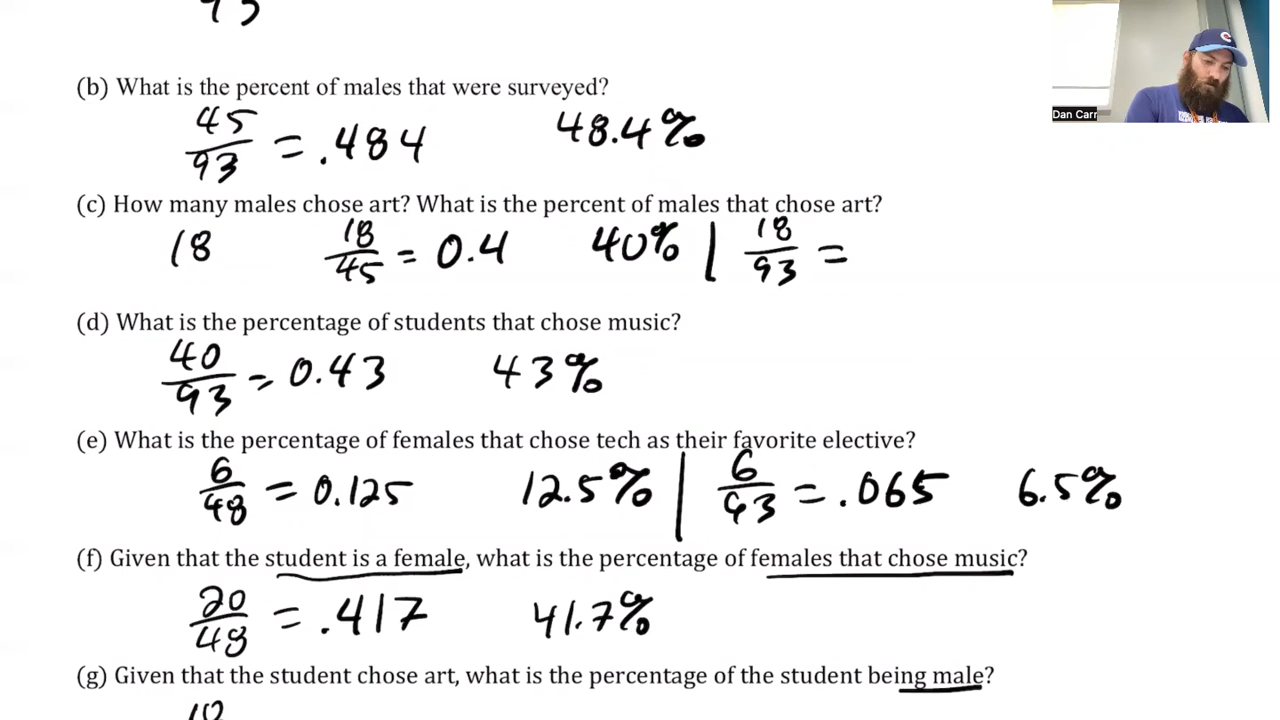 (b) What is the percent of males that were surveyed?
45/93 = .484 48.4%
Dan Carr
(c) How many males chose art? What is the percent of males that chose art?
18 18/45 = 0.4 40% | 18/93 =
(d) What is the percentage of students that chose music?
40/93 = 0.43 43%
(e) What is the percentage of females that chose tech as their favorite elective?
6/48 = 0.125 12.5% | 6/93 = .065 6.5%
(f) Given that the student is a female, what is the percentage of females that chose music?
20/48 = .417 41.7%
(g) Given that the student chose art, what is the percentage of the student being male?